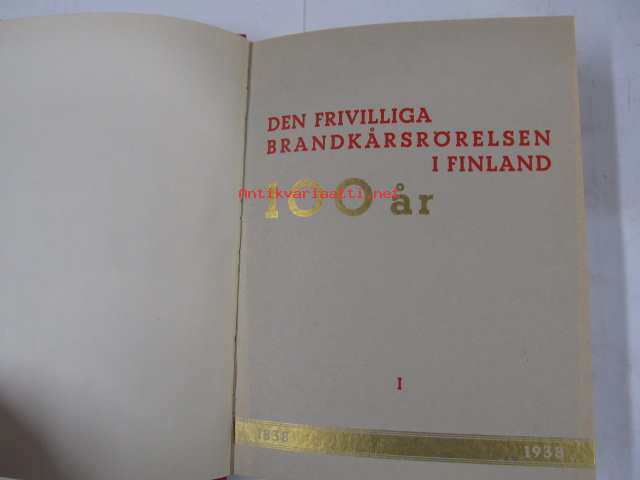 DEN FRIVILLIGA
BRANDKÅRSRÖRELSEN
I FINLAND
Antikvariaatti.net
100 år
I
1838
1938